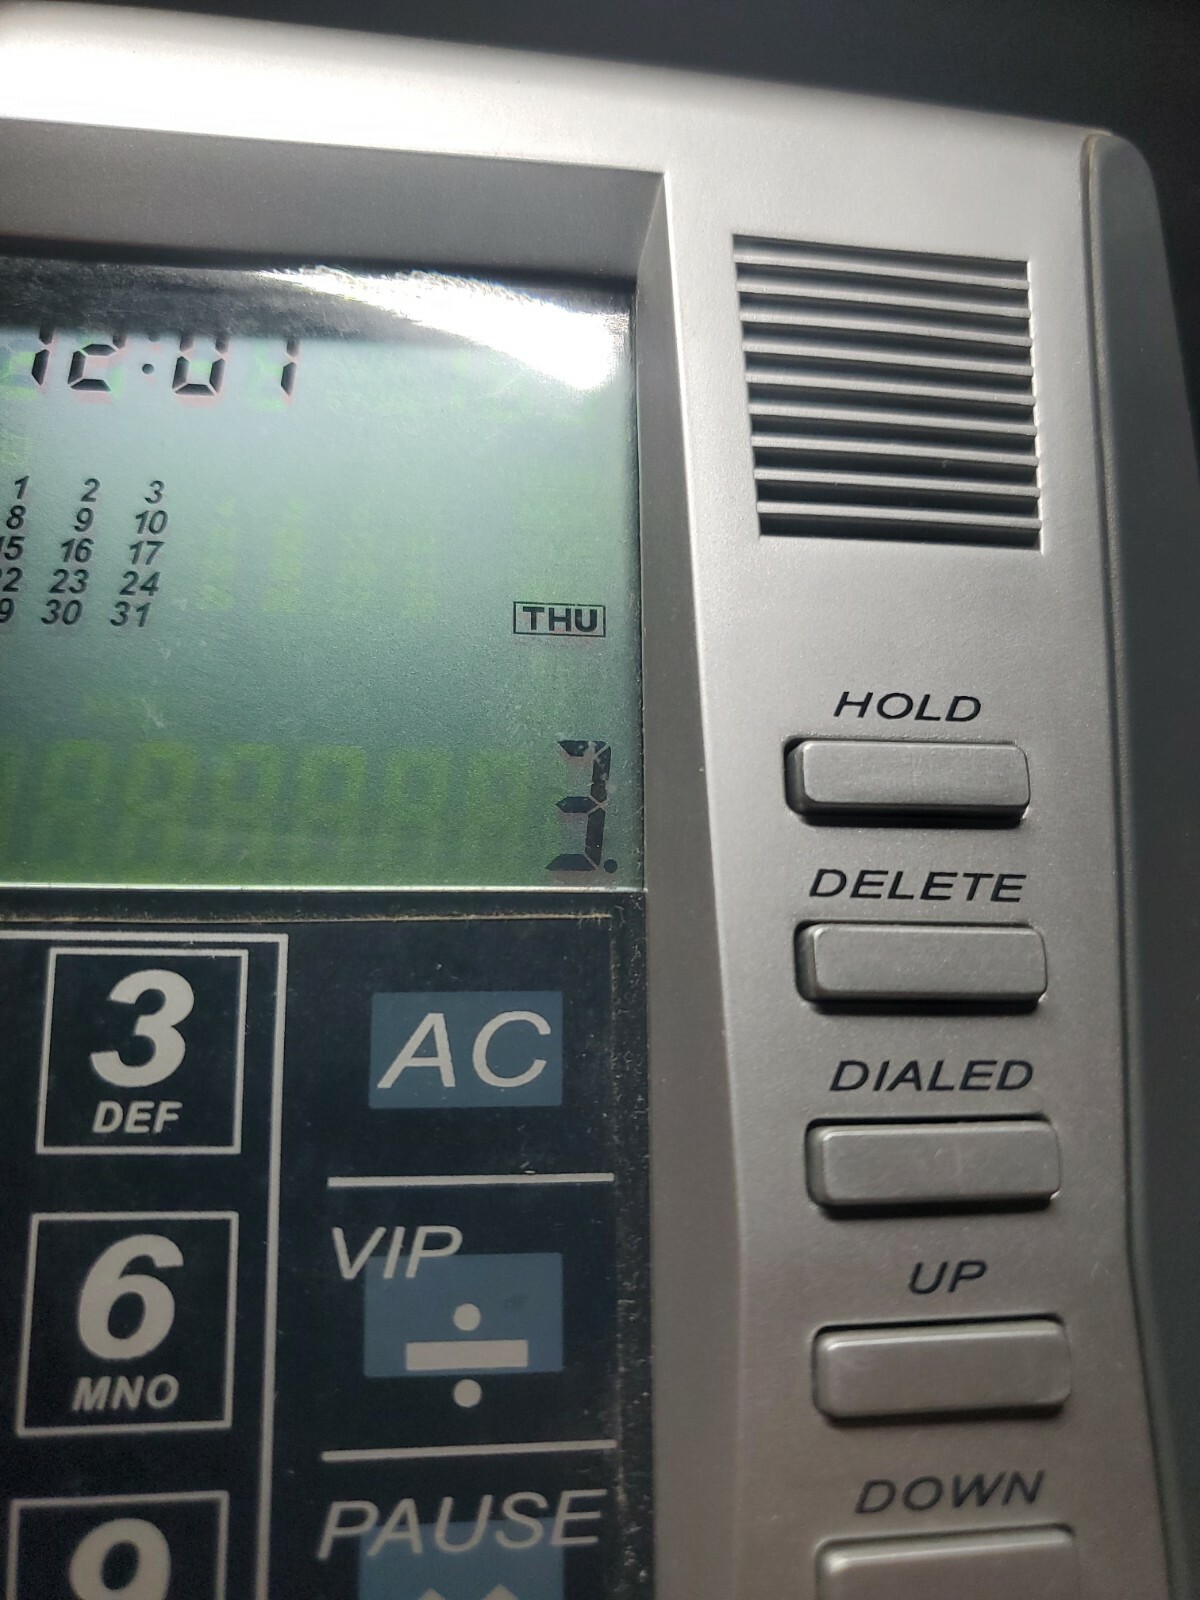 12:01
1 2 3
8 9 10
15 16 17
22 23 24
30 31
THU
3.
HOLD
DELETE
DIALED
UP
DOWN
3
DEF
AC
VIP
÷
6
MNO
PAUSE
9